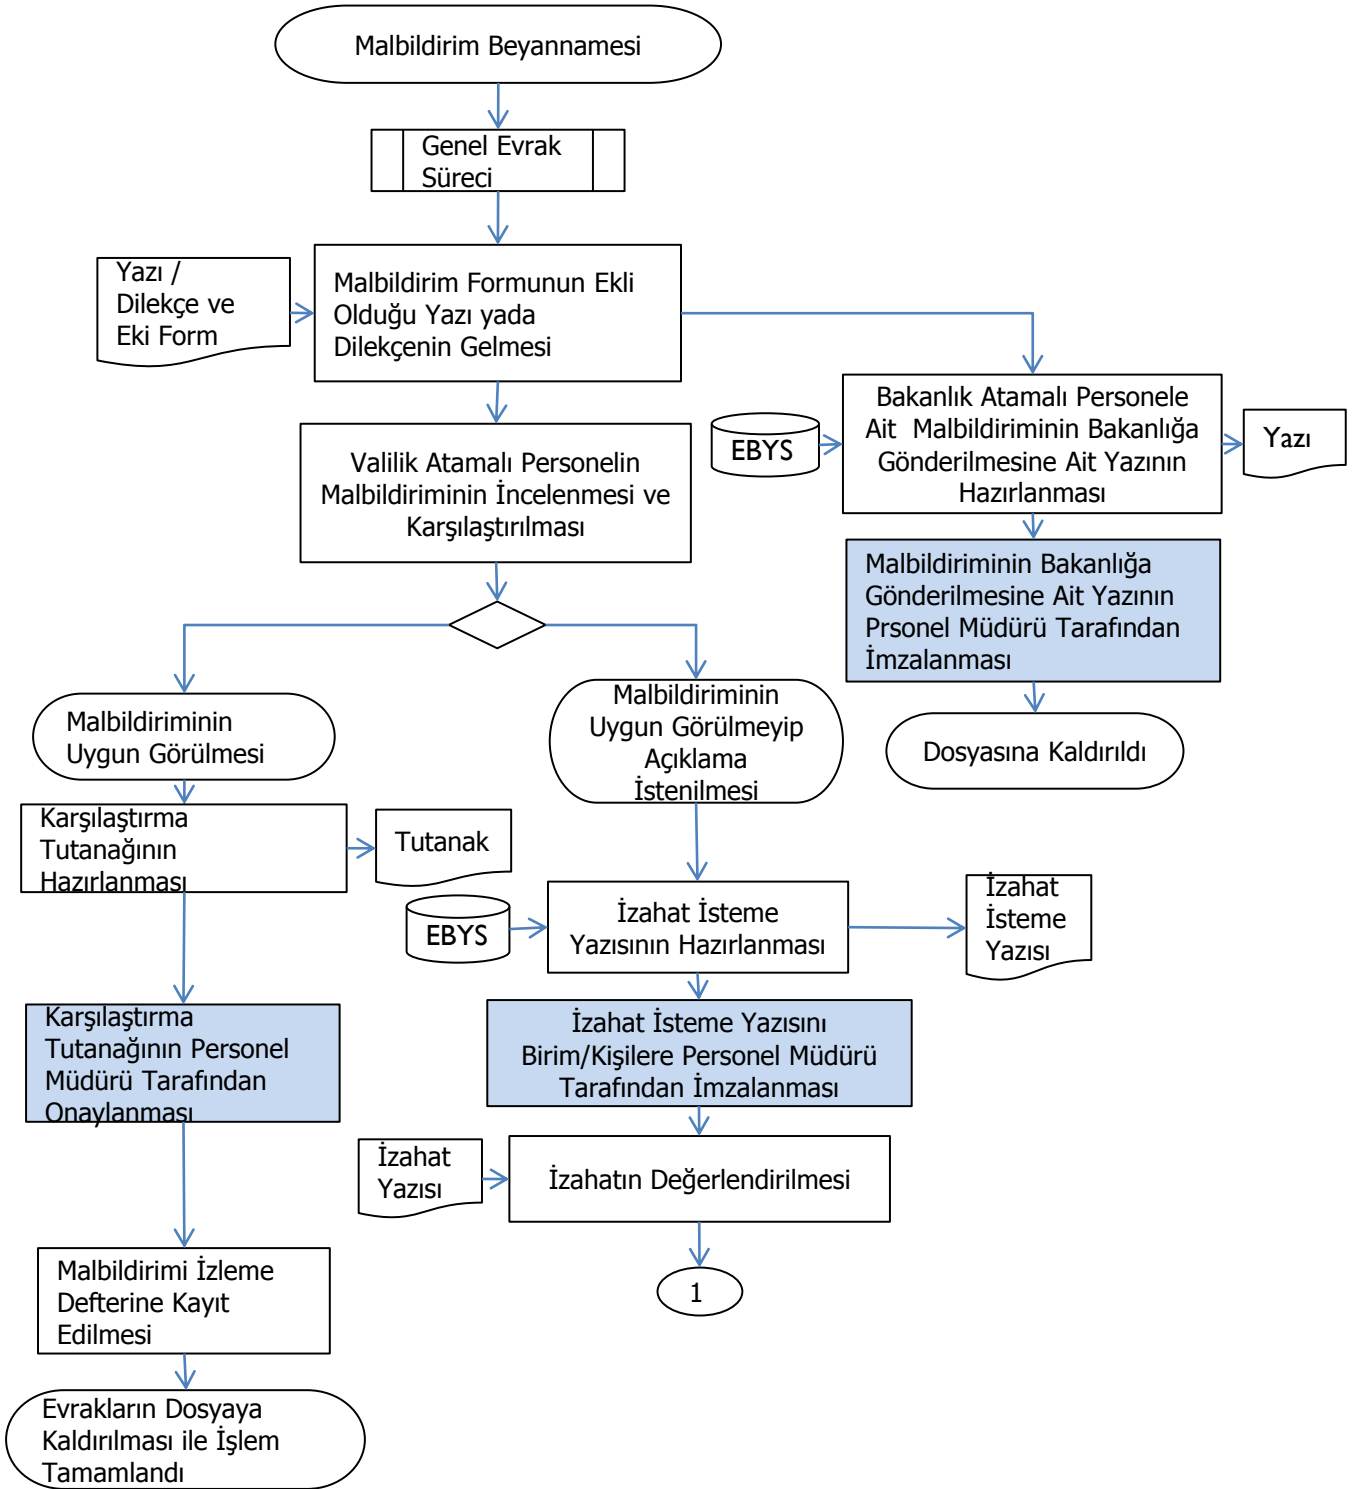 Malbildirim Beyannamesi
Genel Evrak
Süreci
Yazı /
Dilekçe ve
Eki Form
Malbildirim Formunun Ekli
Olduğu Yazı yada
Dilekçenin Gelmesi
Bakanlık Atamalı Personele
Ait Malbildiriminin Bakanlığa
Gönderilmesine Ait Yazının
Hazırlanması
EBYS
Yazı
Valilik Atamalı Personelin
Malbildiriminin İncelenmesi ve
Karşılaştırılması
Malbildiriminin Bakanlığa
Gönderilmesine Ait Yazının
Prsonel Müdürü Tarafından
İmzalanması
Malbildiriminin
Uygun Görülmesi
Malbildiriminin
Uygun Görülmeyip
Açıklama
İstenilmesi
Dosyasına Kaldırıldı
Karşılaştırma
Tutanağının
Hazırlanması
Tutanak
EBYS
İzahat İsteme
Yazısının Hazırlanması
İzahat
İsteme
Yazısı
Karşılaştırma
Tutanağının Personel
Müdürü Tarafından
Onaylanması
İzahat İsteme Yazısını
Birim/Kişilere Personel Müdürü
Tarafından İmzalanması
İzahat
Yazısı
İzahatın Değerlendirilmesi
Malbildirimi İzleme
Defterine Kayıt
Edilmesi
1
Evrakların Dosyaya
Kaldırılması ile İşlem
Tamamlandı